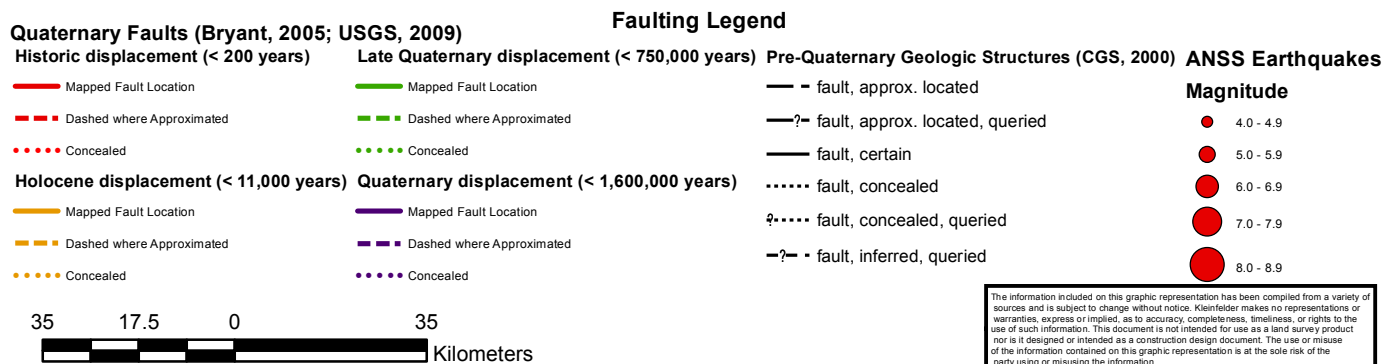 Faulting Legend
Quaternary Faults (Bryant, 2005; USGS, 2009)
Historic displacement (< 200 years)
Mapped Fault Location
Dashed where Approximated
Concealed
Holocene displacement (< 11,000 years)
Mapped Fault Location
Dashed where Approximated
Concealed
Late Quaternary displacement (< 750,000 years)
Mapped Fault Location
Dashed where Approximated
Concealed
Quaternary displacement (< 1,600,000 years)
Mapped Fault Location
Dashed where Approximated
Concealed
Pre-Quaternary Geologic Structures (CGS, 2000)
fault, approx. located
? fault, approx. located, queried
fault, certain
fault, concealed
? fault, concealed, queried
? fault, inferred, queried
ANSS Earthquakes
Magnitude
4.0 - 4.9
5.0 - 5.9
6.0 - 6.9
7.0 - 7.9
8.0 - 8.9
35 17.5 0 35
Kilometers
The information included on this graphic representation has been compiled from a variety of
sources and is subject to change without notice. Kleinfelder makes no representations or
warranties, express or implied, as to accuracy, completeness, timeliness, or rights to the
use of such information. This document is not intended for use as a land survey product
nor is it designed or intended as a construction design document. The use or misuse
of the information contained on this graphic representation is at the sole risk of the
party using or misusing the information.